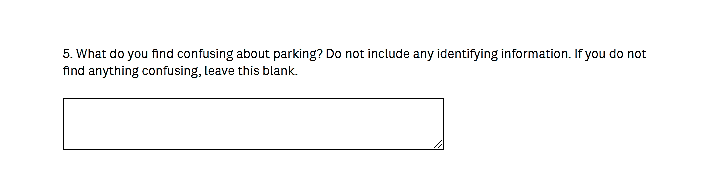 5. What do you find confusing about parking? Do not include any identifying information. If you do not
find anything confusing, leave this blank.